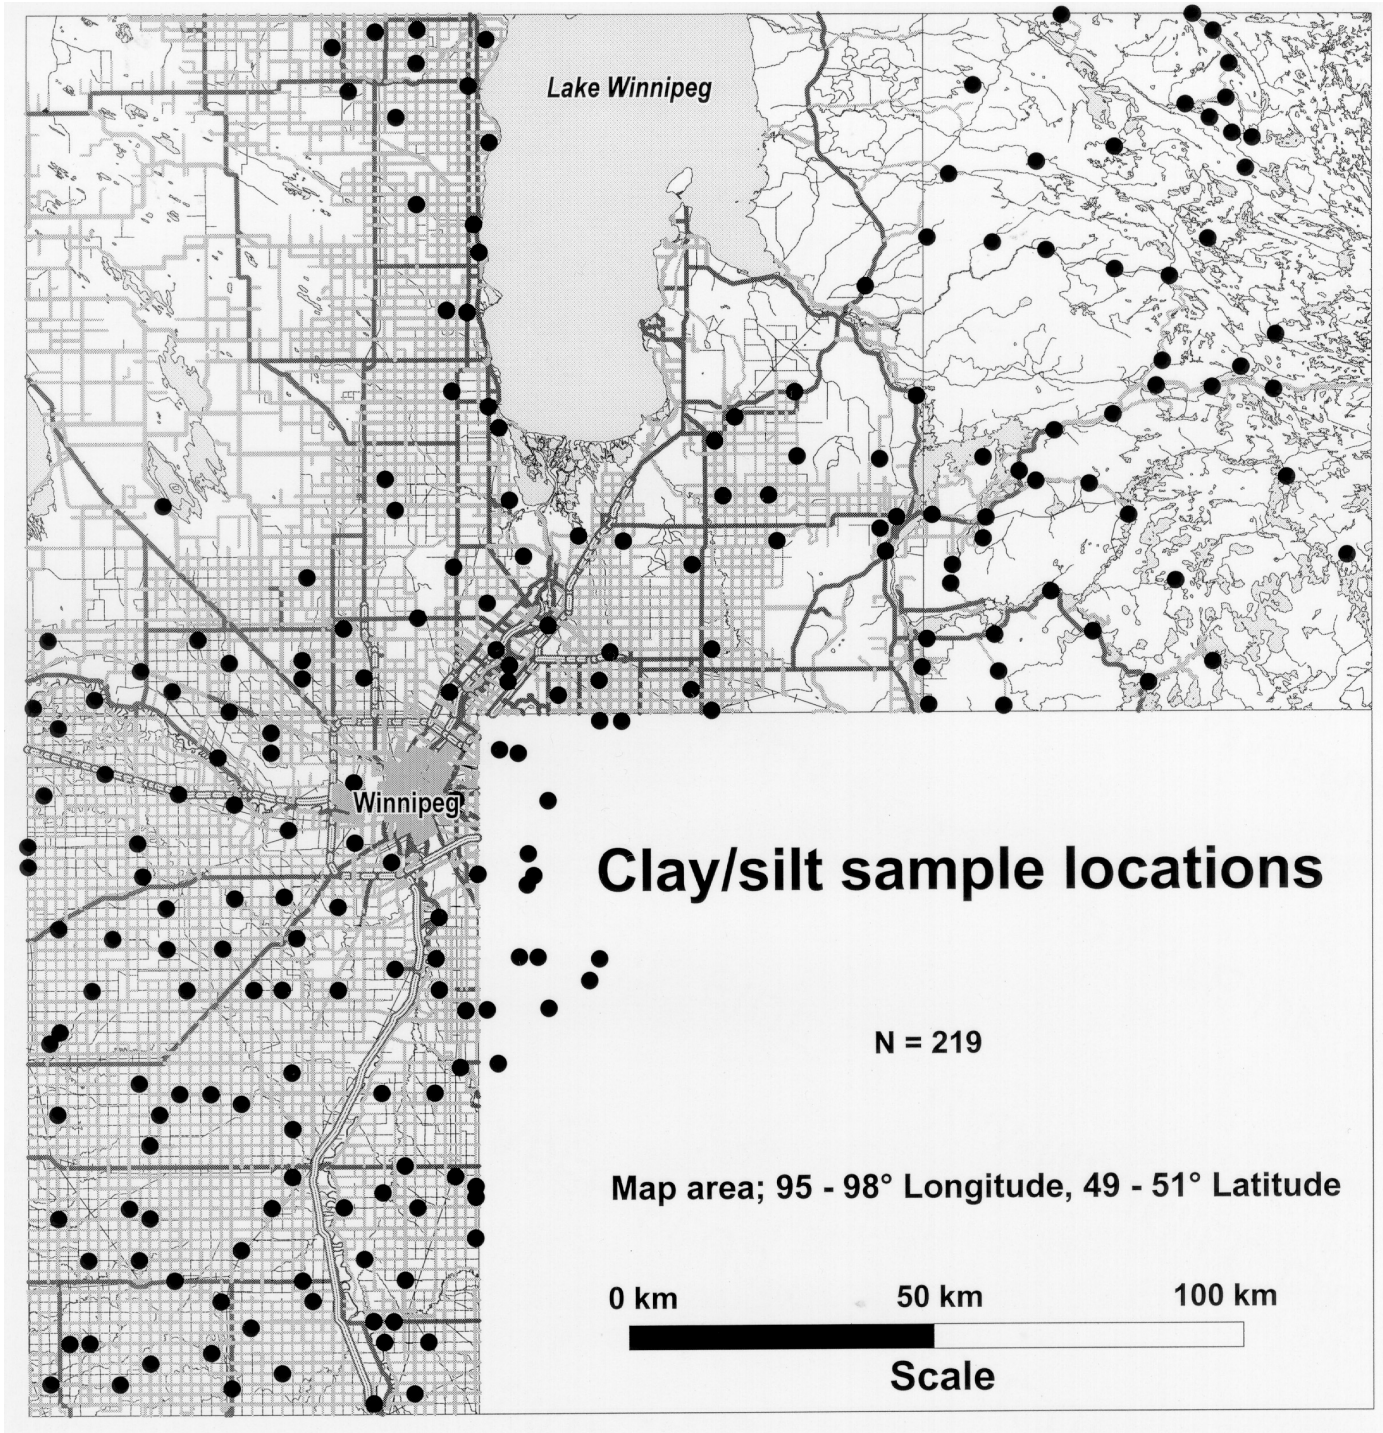 Lake Winnipeg
Winnipeg
Clay/silt sample locations
N = 219
Map area; 95 - 98° Longitude, 49 - 51° Latitude
0 km 50 km 100 km
Scale